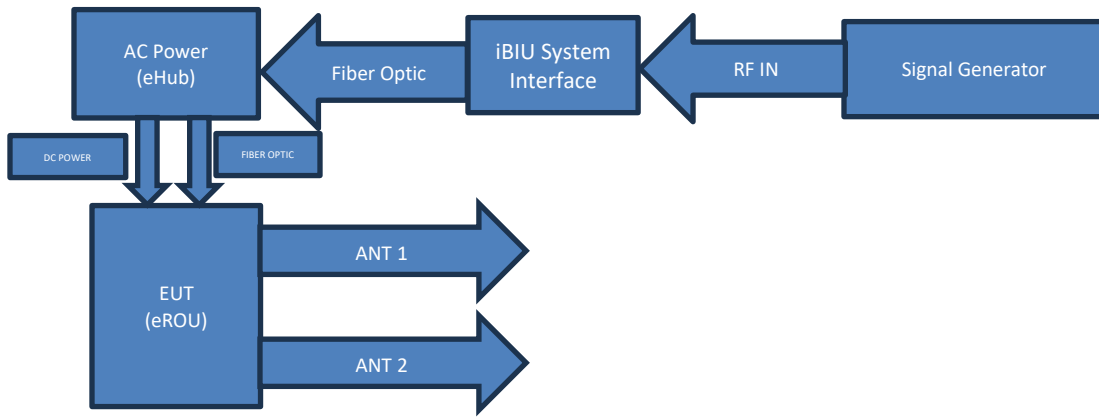 AC Power
(eHub)
Fiber Optic
iBIU System
Interface
RF IN
Signal Generator
DC POWER
FIBER OPTIC
EUT
(eROU)
ANT 1
ANT 2